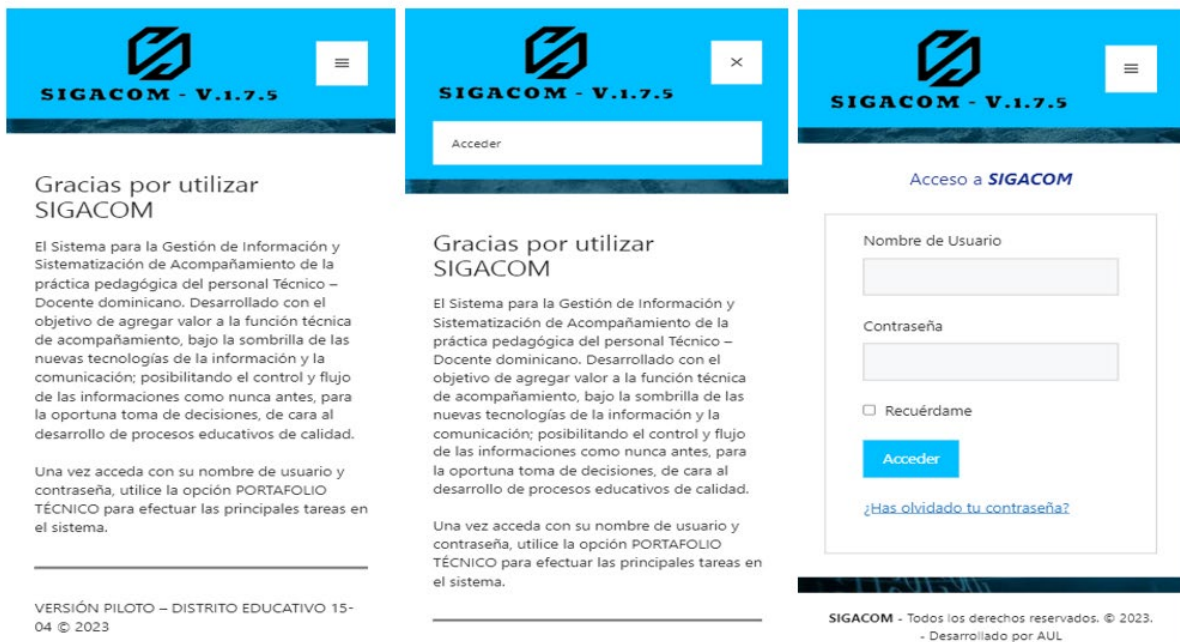 SIGACOM - V.1.7.5
Gracias por utilizar
SIGACOM
El Sistema para la Gestión de Información y
Sistematización de Acompañamiento de la
práctica pedagógica del personal Técnico –
Docente dominicano. Desarrollado con el
objetivo de agregar valor a la función técnica
de acompañamiento, bajo la sombrilla de las
nuevas tecnologías de la información y la
comunicación; posibilitando el control y flujo
de las informaciones como nunca antes, para
la oportuna toma de decisiones, de cara al
desarrollo de procesos educativos de calidad.
Una vez acceda con su nombre de usuario y
contraseña, utilice la opción PORTAFOLIO
TÉCNICO para efectuar las principales tareas en
el sistema.
VERSIÓN PILOTO – DISTRITO EDUCATIVO 15-
04 © 2023
SIGACOM - V.1.7.5
Acceder
Gracias por utilizar
SIGACOM
El Sistema para la Gestión de Información y
Sistematización de Acompañamiento de la
práctica pedagógica del personal Técnico –
Docente dominicano. Desarrollado con el
objetivo de agregar valor a la función técnica
de acompañamiento, bajo la sombrilla de las
nuevas tecnologías de la información y la
comunicación; posibilitando el control y flujo
de las informaciones como nunca antes, para
la oportuna toma de decisiones, de cara al
desarrollo de procesos educativos de calidad.
Una vez acceda con su nombre de usuario y
contraseña, utilice la opción PORTAFOLIO
TÉCNICO para efectuar las principales tareas en
el sistema.
SIGACOM - V.1.7.5
Acceso a SIGACOM
Nombre de Usuario
Contraseña
Recuérdame
Acceder
¿Has olvidado tu contraseña?
SIGACOM - Todos los derechos reservados. © 2023.
- Desarrollado por AUL